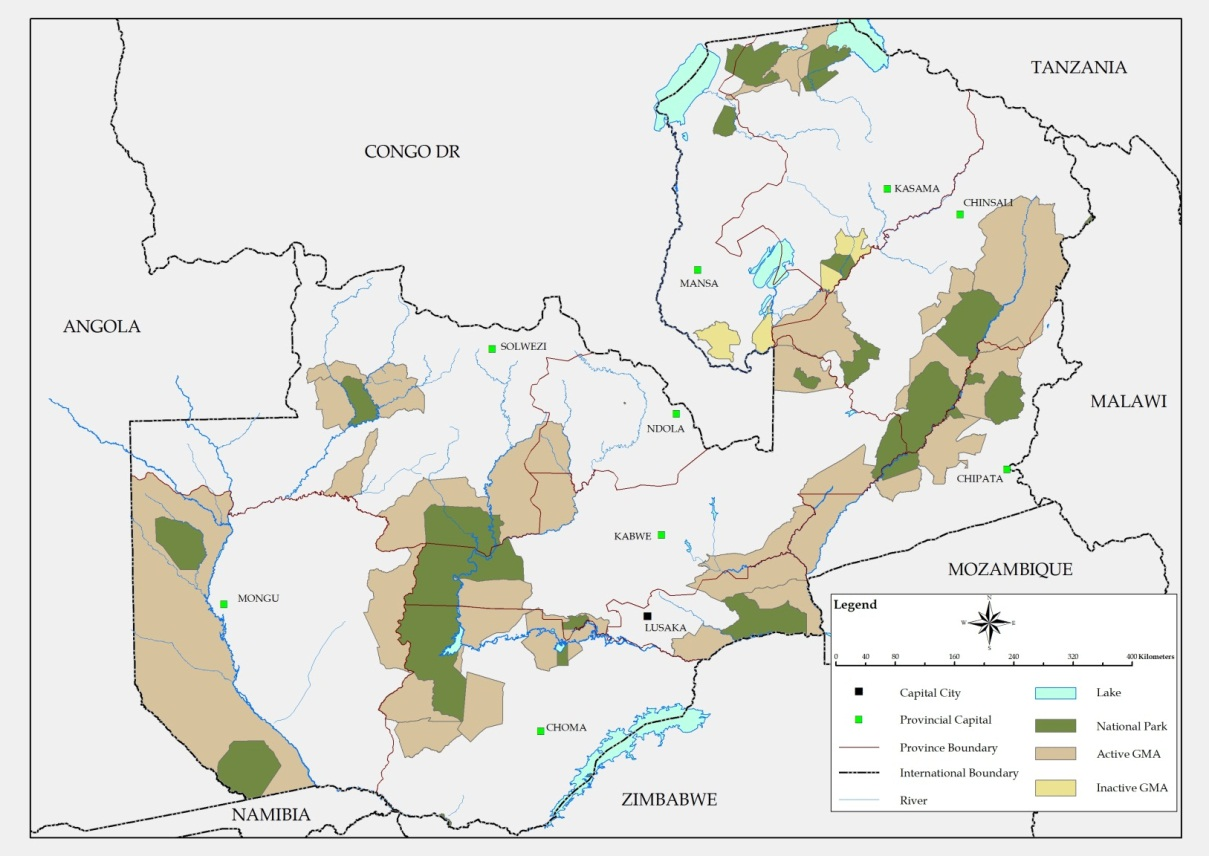 TANZANIA
CONGO DR
KASAMA
CHINSALI
MANSA
ANGOLA
SOLWEZI
MALAWI
NDOLA
CHIPATA
KABWE
MOZAMBIQUE
MONGU
LUSAKA
CHOMA
ZIMBABWE
NAMIBIA
Legend
N
W E
S
0 40 80 160 240 320 400 Kilometers
Capital City
Lake
Provincial Capital
National Park
Province Boundary
Active GMA
International Boundary
Inactive GMA
River